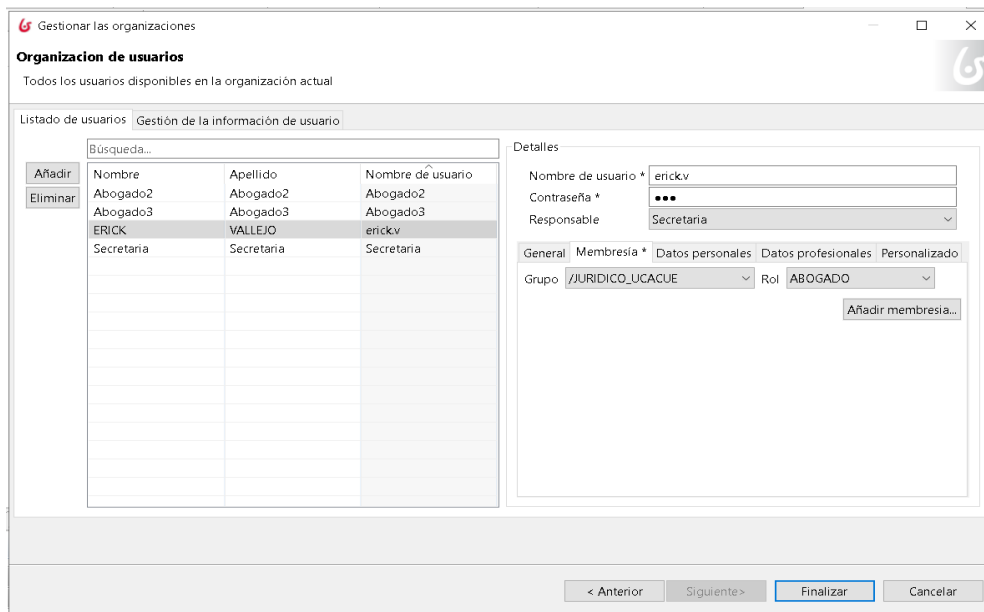 Gestionar las organizaciones
Organizacion de usuarios
Todos los usuarios disponibles en la organización actual
Listado de usuarios Gestión de la información de usuario
Búsqueda...
Añadir
Eliminar
Nombre Apellido Nombre de usuario
Abogado2 Abogado2 Abogado2
Abogado3 Abogado3 Abogado3
ERICK VALLEJO erick.v
Secretaria Secretaria Secretaria
Detalles
Nombre de usuario * erick.v
Contraseña * •••
Responsable Secretaria
General Membresía * Datos personales Datos profesionales Personalizado
Grupo /JURIDICO_UCACUE Rol ABOGADO
Añadir membresia...
< Anterior Siguiente> Finalizar Cancelar